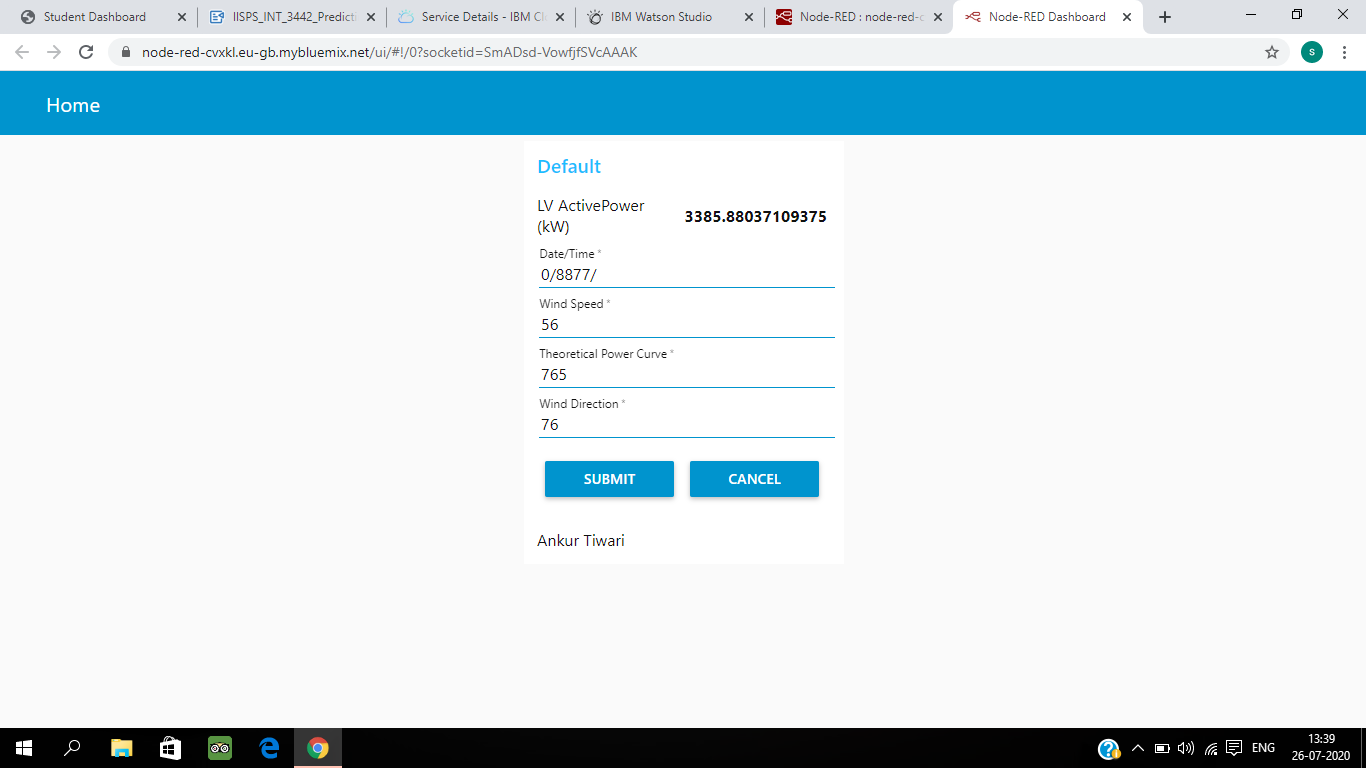 Student Dashboard
IISPS_INT_3442_Predicti
Service Details - IBM Cl
IBM Watson Studio
Node-RED : node-red-c
Node-RED Dashboard
node-red-cvxkl.eu-gb.mybluemix.net/ui/#!/0?socketid=SmADsd-VowfjfSVcAAAK
S
Home
Default
LV ActivePower
(kW)
3385.88037109375
Date/Time *
0/8877/
Wind Speed *
56
Theoretical Power Curve *
765
Wind Direction *
76
SUBMIT
CANCEL
Ankur Tiwari
ENG
13:39
26-07-2020